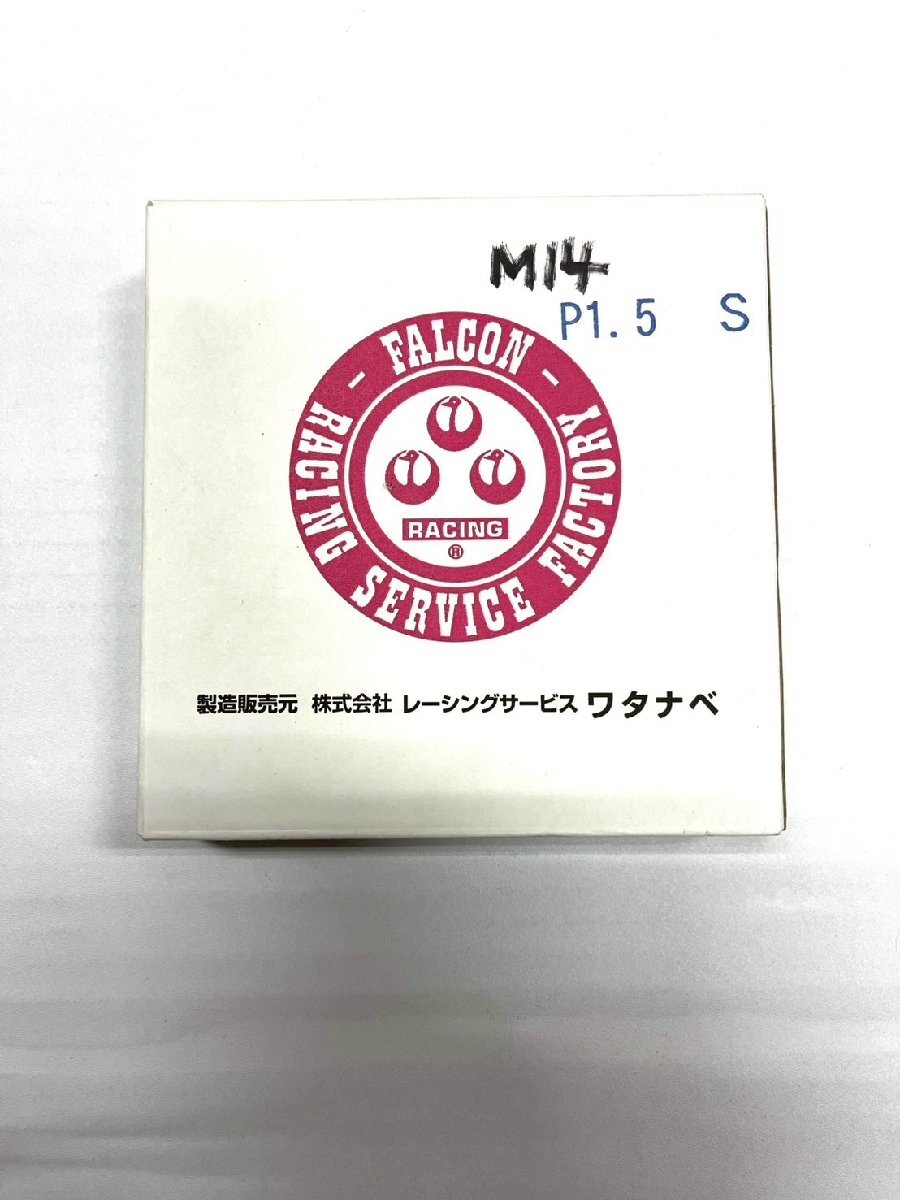 M14
P1.5 S
- FALCON -
RACING SERVICE FACTORY
RACING
®
製造販売元 株式会社 レーシングサービス ワタナベ